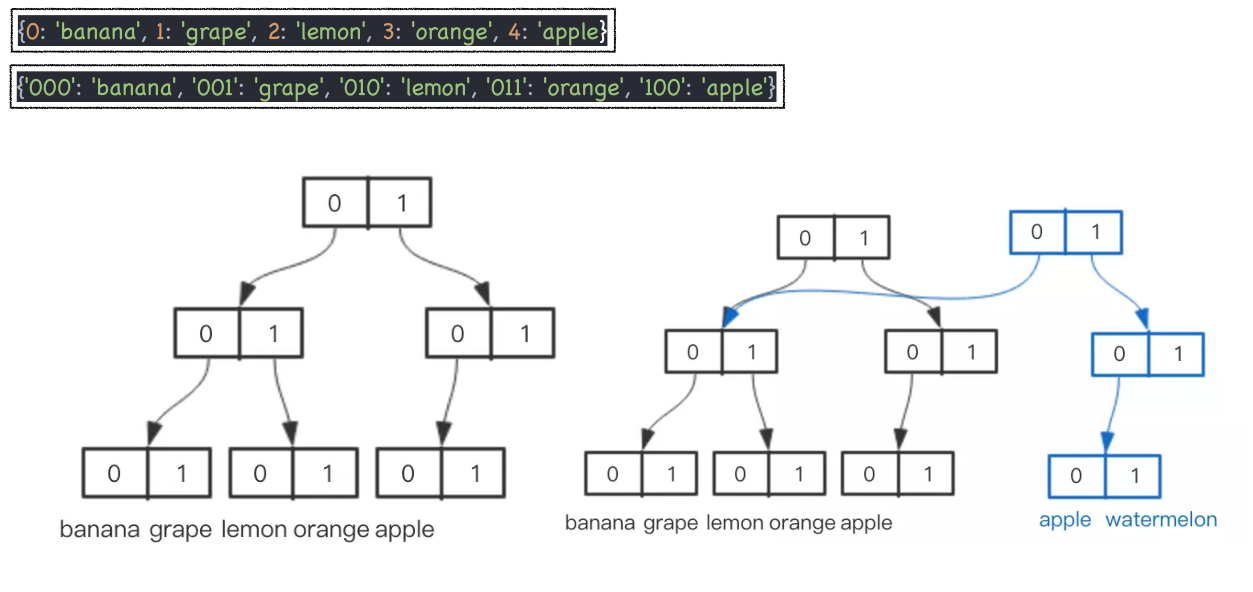 {0: 'banana', 1: 'grape', 2: 'lemon', 3: 'orange', 4: 'apple}
{'000': 'banana', '001': 'grape', '010': 'lemon', '011': 'orange', '100': 'apple'}
0 1
0 1 0 1
0 1 0 1 0 1
banana grape lemon orange apple
0 1 0 1
0 1 0 1 0 1
0 1 0 1 0 1 0 1
banana grape lemon orange apple apple watermelon